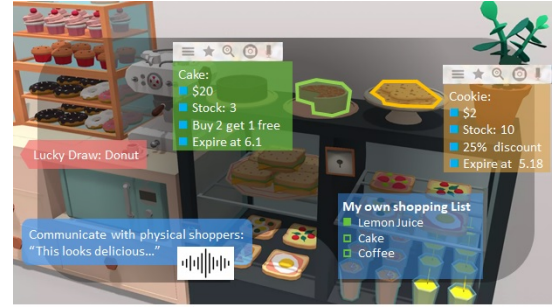 Cake:
$20
Stock: 3
Buy 2 get 1 free
Expire at 6.1
Cookie:
$2
Stock: 10
25% discount
Expire at 5.18
Lucky Draw: Donut
My own shopping List
Lemon Juice
Cake
Coffee
Communicate with physical shoppers:
“This looks delicious...”